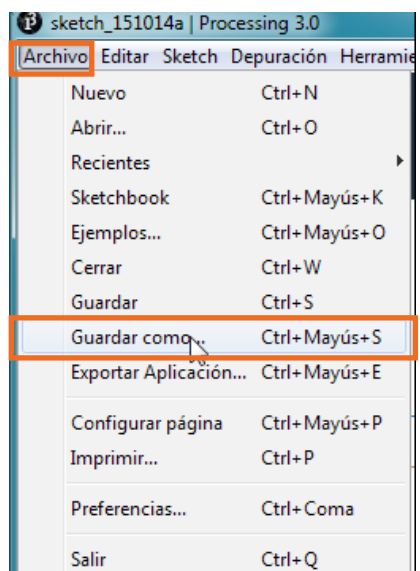 sketch_151014a | Processing 3.0
Archivo Editar Sketch Depuración
Nuevo Ctrl+N
Abrir... Ctrl+O
Recientes
Sketchbook Ctrl+Mayús+K
Ejemplos... Ctrl+Mayús+O
Cerrar Ctrl+W
Guardar Ctrl+S
Guardar como... Ctrl+Mayús+S
Exportar Aplicación... Ctrl+Mayús+E
Configurar página Ctrl+Mayús+P
Imprimir... Ctrl+P
Preferencias... Ctrl+Coma
Salir Ctrl+Q